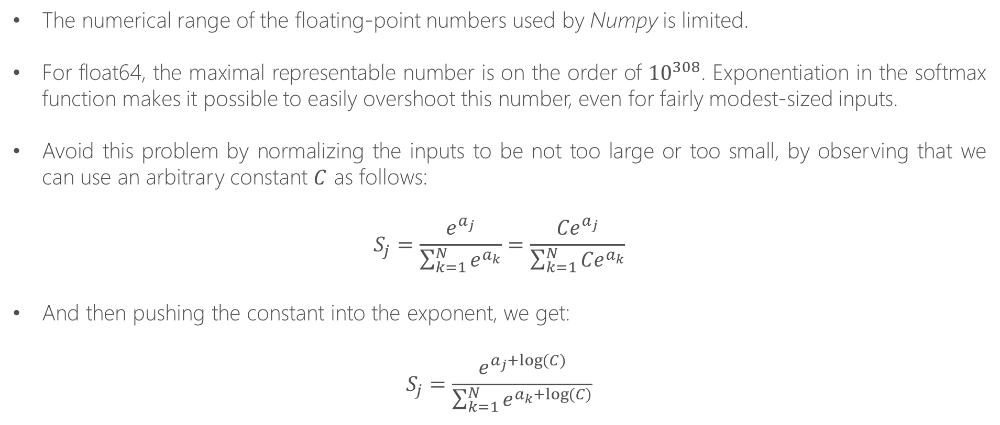 • The numerical range of the floating-point numbers used by Numpy is limited.
• For float64, the maximal representable number is on the order of 10^308. Exponentiation in the softmax
function makes it possible to easily overshoot this number, even for fairly modest-sized inputs.
• Avoid this problem by normalizing the inputs to be not too large or too small, by observing that we
can use an arbitrary constant C as follows:
S_j = \frac{e^{a_j}}{\sum_{k=1}^{N} e^{a_k}} = \frac{Ce^{a_j}}{\sum_{k=1}^{N} Ce^{a_k}}
• And then pushing the constant into the exponent, we get:
S_j = \frac{e^{a_j+\log(C)}}{\sum_{k=1}^{N} e^{a_k+\log(C)}}